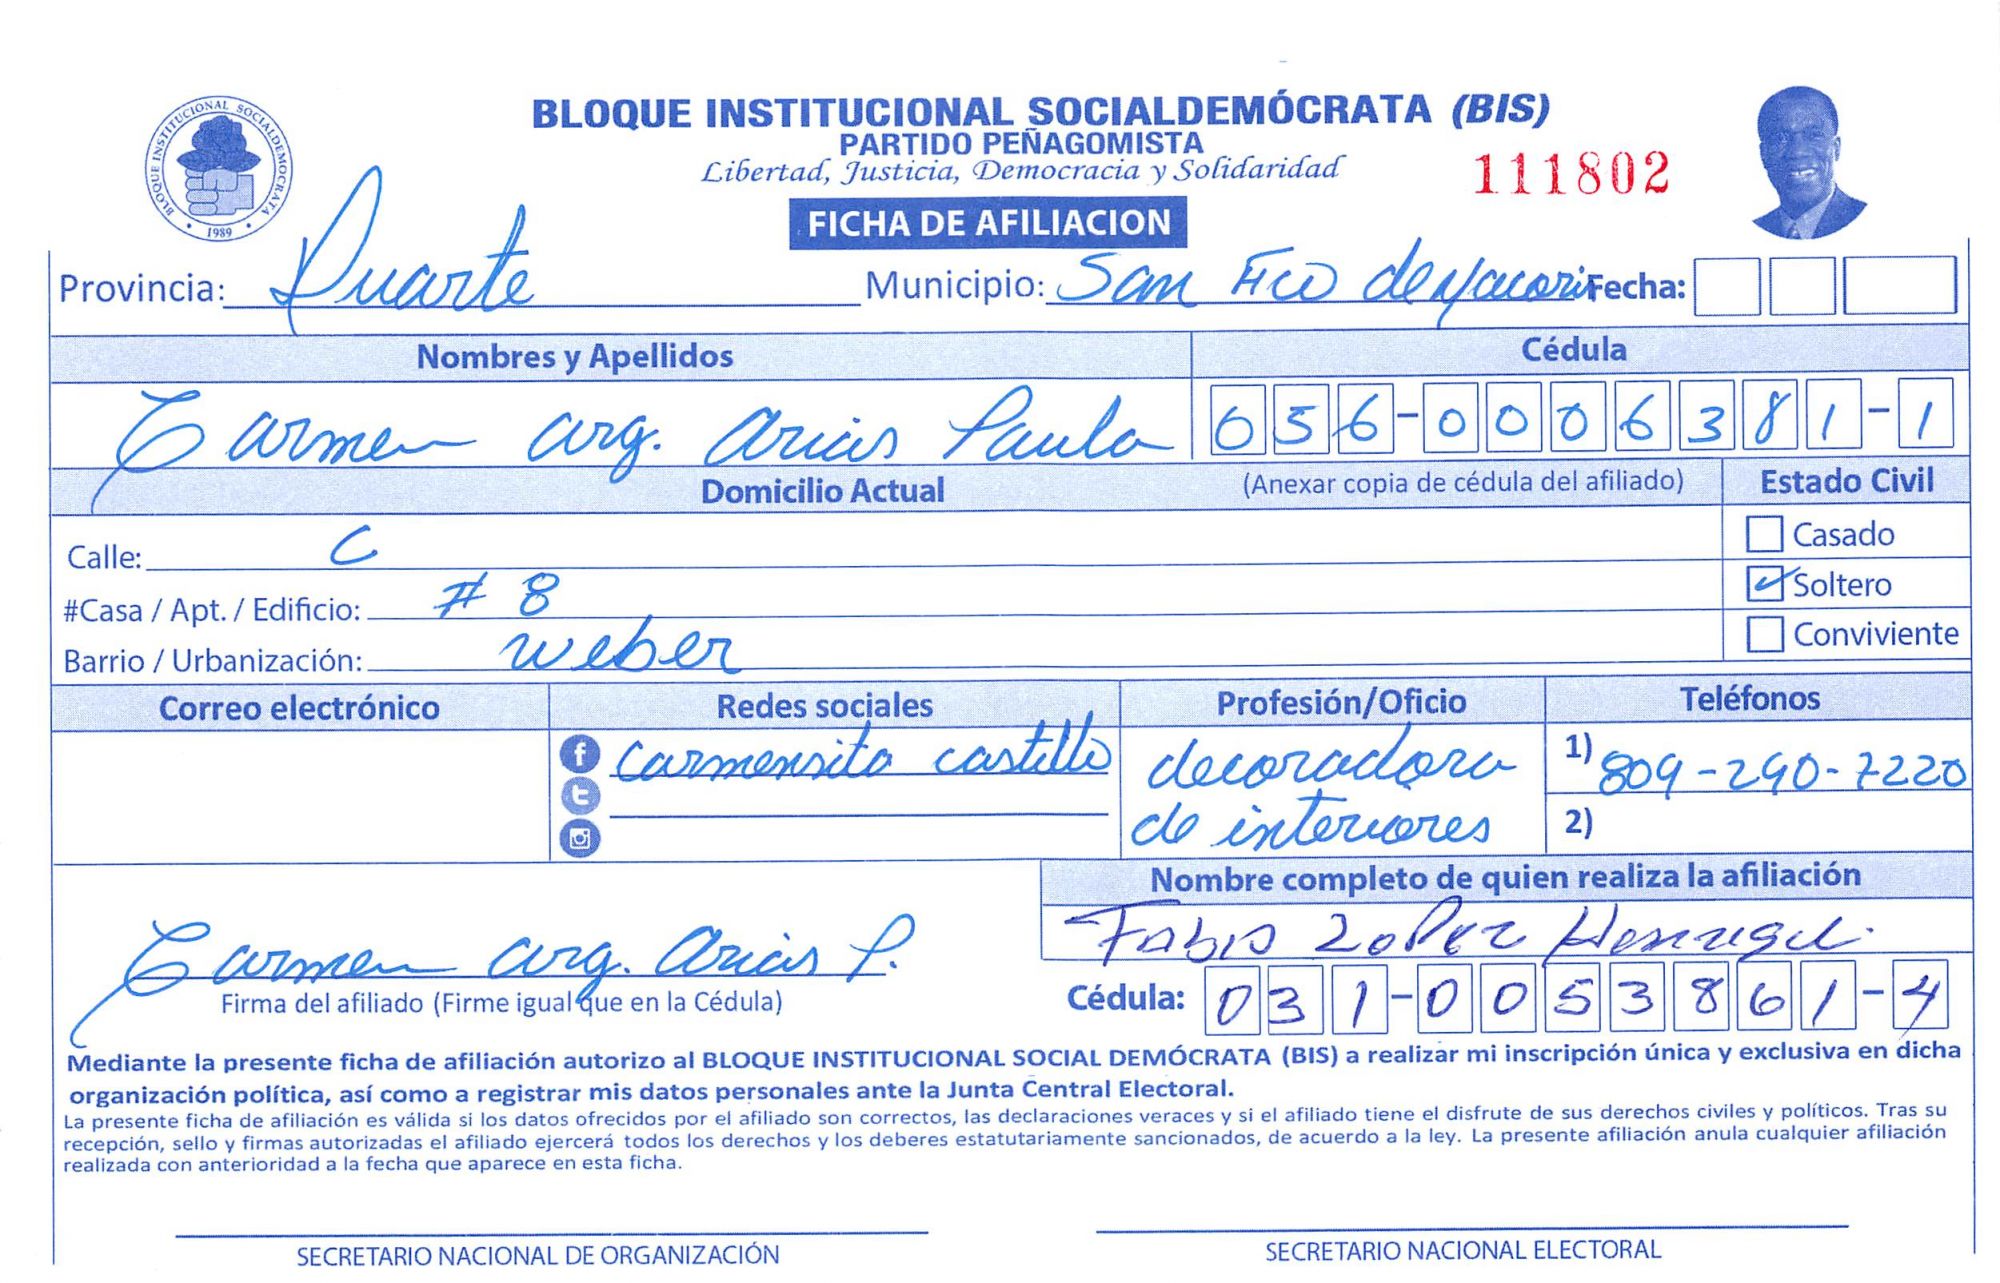 BLOQUE INSTITUCIONAL SOCIALDEMOCRATA
1989
BLOQUE INSTITUCIONAL SOCIALDEMÓCRATA (BIS)
PARTIDO PEÑAGOMISTA
Libertad, Justicia, Democracia y Solidaridad
111802
FICHA DE AFILIACION
Provincia: Duarte Municipio: San Fco de Macoris Fecha:
Nombres y Apellidos Cédula
Carmen arg. Arias Paula 056-0006381-1
Domicilio Actual (Anexar copia de cédula del afiliado) Estado Civil
Calle: C Casado
#Casa / Apt. / Edificio: # 8 Soltero
Barrio / Urbanización: weber Conviviente
Correo electrónico Redes sociales Profesión/Oficio Teléfonos
carmensita castillo decoradora 1) 809-290-7220
de interiores 2)
Nombre completo de quien realiza la afiliación
Carmen arg. Arias P. Lopez
Firma del afiliado (Firme igual que en la Cédula) Cédula: 031-0053861-4
Mediante la presente ficha de afiliación autorizo al BLOQUE INSTITUCIONAL SOCIAL DEMÓCRATA (BIS) a realizar mi inscripción única y exclusiva en dicha
organización política, así como a registrar mis datos personales ante la Junta Central Electoral.
La presente ficha de afiliación es válida si los datos ofrecidos por el afiliado son correctos, las declaraciones veraces y si el afiliado tiene el disfrute de sus derechos civiles y políticos. Tras su
recepción, sello y firmas autorizadas el afiliado ejercerá todos los derechos y los deberes estatutariamente sancionados, de acuerdo a la ley. La presente afiliación anula cualquier afiliación
realizada con anterioridad a la fecha que aparece en esta ficha.
SECRETARIO NACIONAL DE ORGANIZACIÓN SECRETARIO NACIONAL ELECTORAL